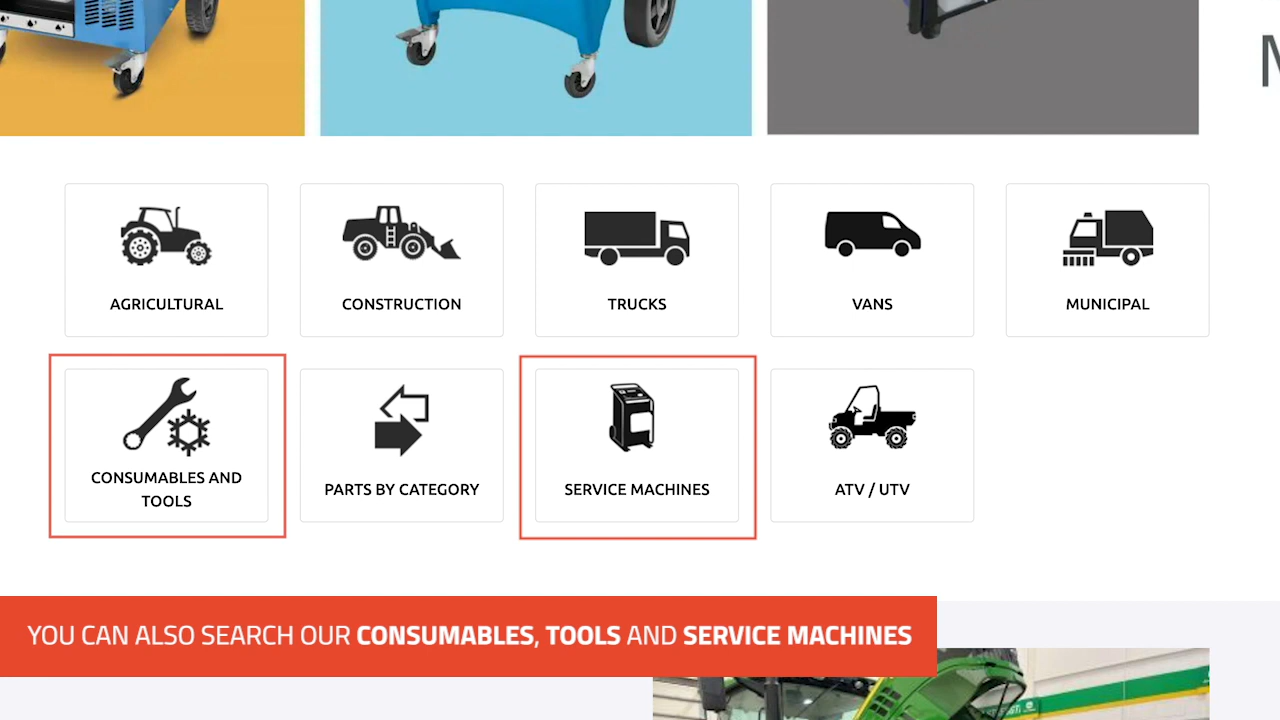 AGRICULTURAL
CONSTRUCTION
TRUCKS
VANS
MUNICIPAL
CONSUMABLES AND
TOOLS
PARTS BY CATEGORY
SERVICE MACHINES
ATV / UTV
YOU CAN ALSO SEARCH OUR CONSUMABLES, TOOLS AND SERVICE MACHINES